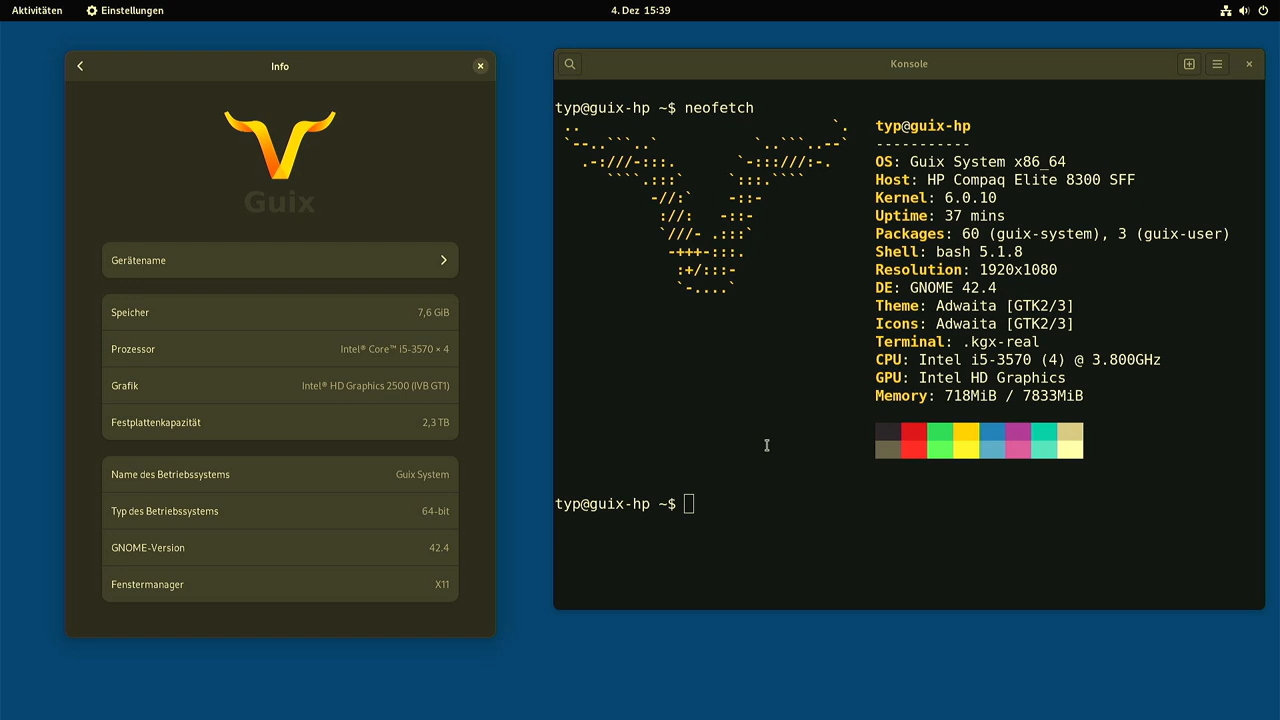 Aktivitäten
Einstellungen
4. Dez 15:39
Info
Guix
Gerätename
Speicher 7,6 GiB
Prozessor Intel® Core™ i5-3570 × 4
Grafik Intel® HD Graphics 2500 (IVB GT1)
Festplattenkapazität 2,3 TB
Name des Betriebssystems Guix System
Typ des Betriebssystems 64-bit
GNOME-Version 42.4
Fenstermanager X11
Konsole
typ@guix-hp ~$ neofetch
typ@guix-hp
-----------
OS: Guix System x86_64
Host: HP Compaq Elite 8300 SFF
Kernel: 6.0.10
Uptime: 37 mins
Packages: 60 (guix-system), 3 (guix-user)
Shell: bash 5.1.8
Resolution: 1920x1080
DE: GNOME 42.4
Theme: Adwaita [GTK2/3]
Icons: Adwaita [GTK2/3]
Terminal: .kgx-real
CPU: Intel i5-3570 (4) @ 3.800GHz
GPU: Intel HD Graphics
Memory: 718MiB / 7833MiB
typ@guix-hp ~$